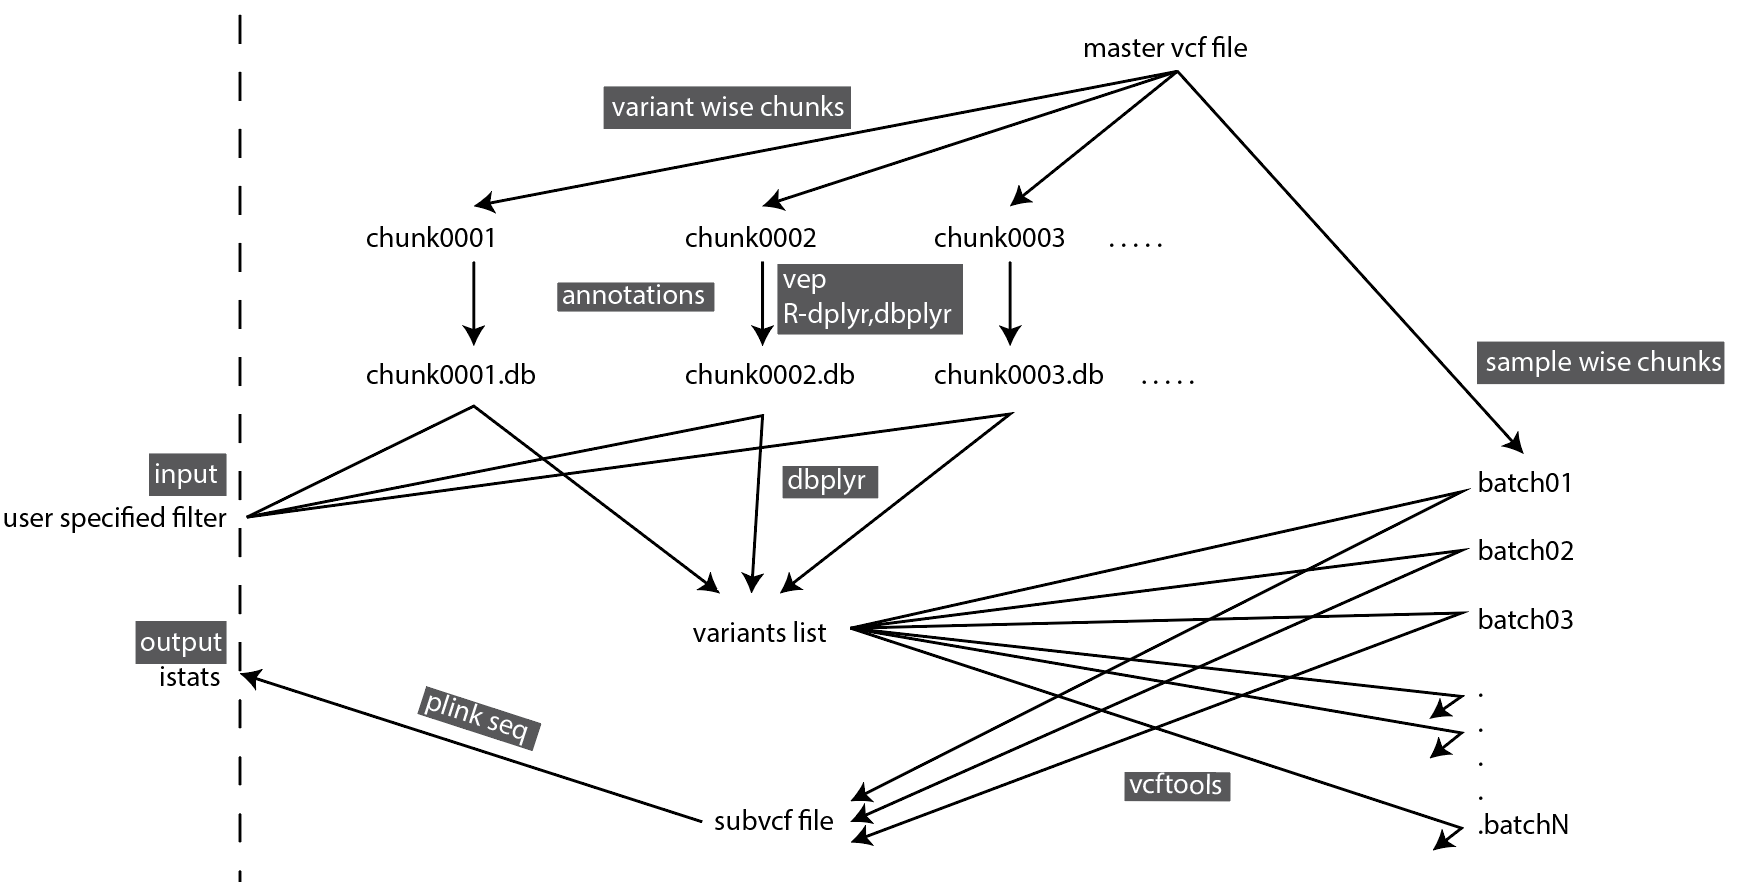 master vcf file
variant wise chunks
chunk0001
chunk0002
chunk0003 .....
annotations
vep
R-dplyr,dbplyr
chunk0001.db
chunk0002.db
chunk0003.db .....
sample wise chunks
input
user specified filter
dbplyr
batch01
batch02
batch03
.
.
.
.
.batchN
variants list
output
istats
plink seq
vcftools
subvcf file